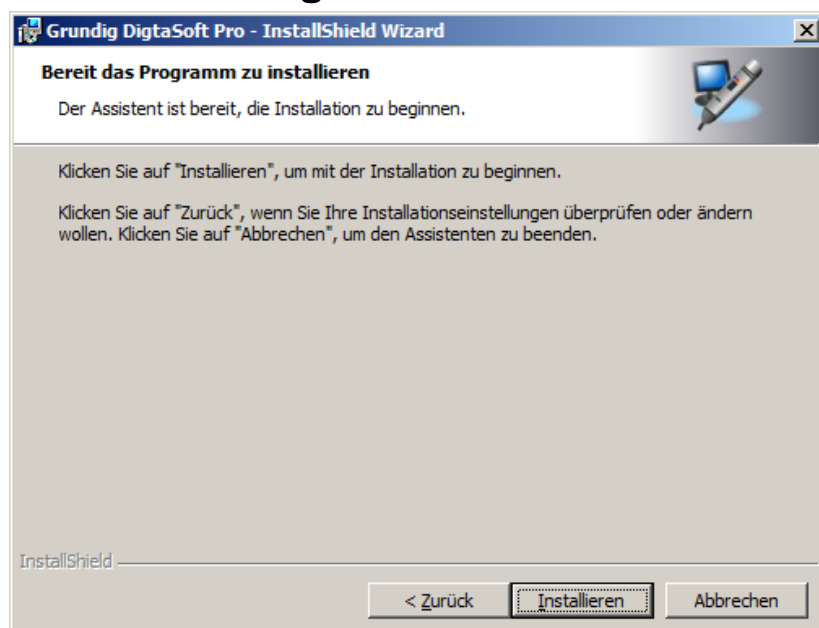 Grundig DigtaSoft Pro - InstallShield Wizard
Bereit das Programm zu installieren
Der Assistent ist bereit, die Installation zu beginnen.
Klicken Sie auf "Installieren", um mit der Installation zu beginnen.
Klicken Sie auf "Zurück", wenn Sie Ihre Installationseinstellungen überprüfen oder ändern
wollen. Klicken Sie auf "Abbrechen", um den Assistenten zu beenden.
InstallShield
< Zurück Installieren Abbrechen